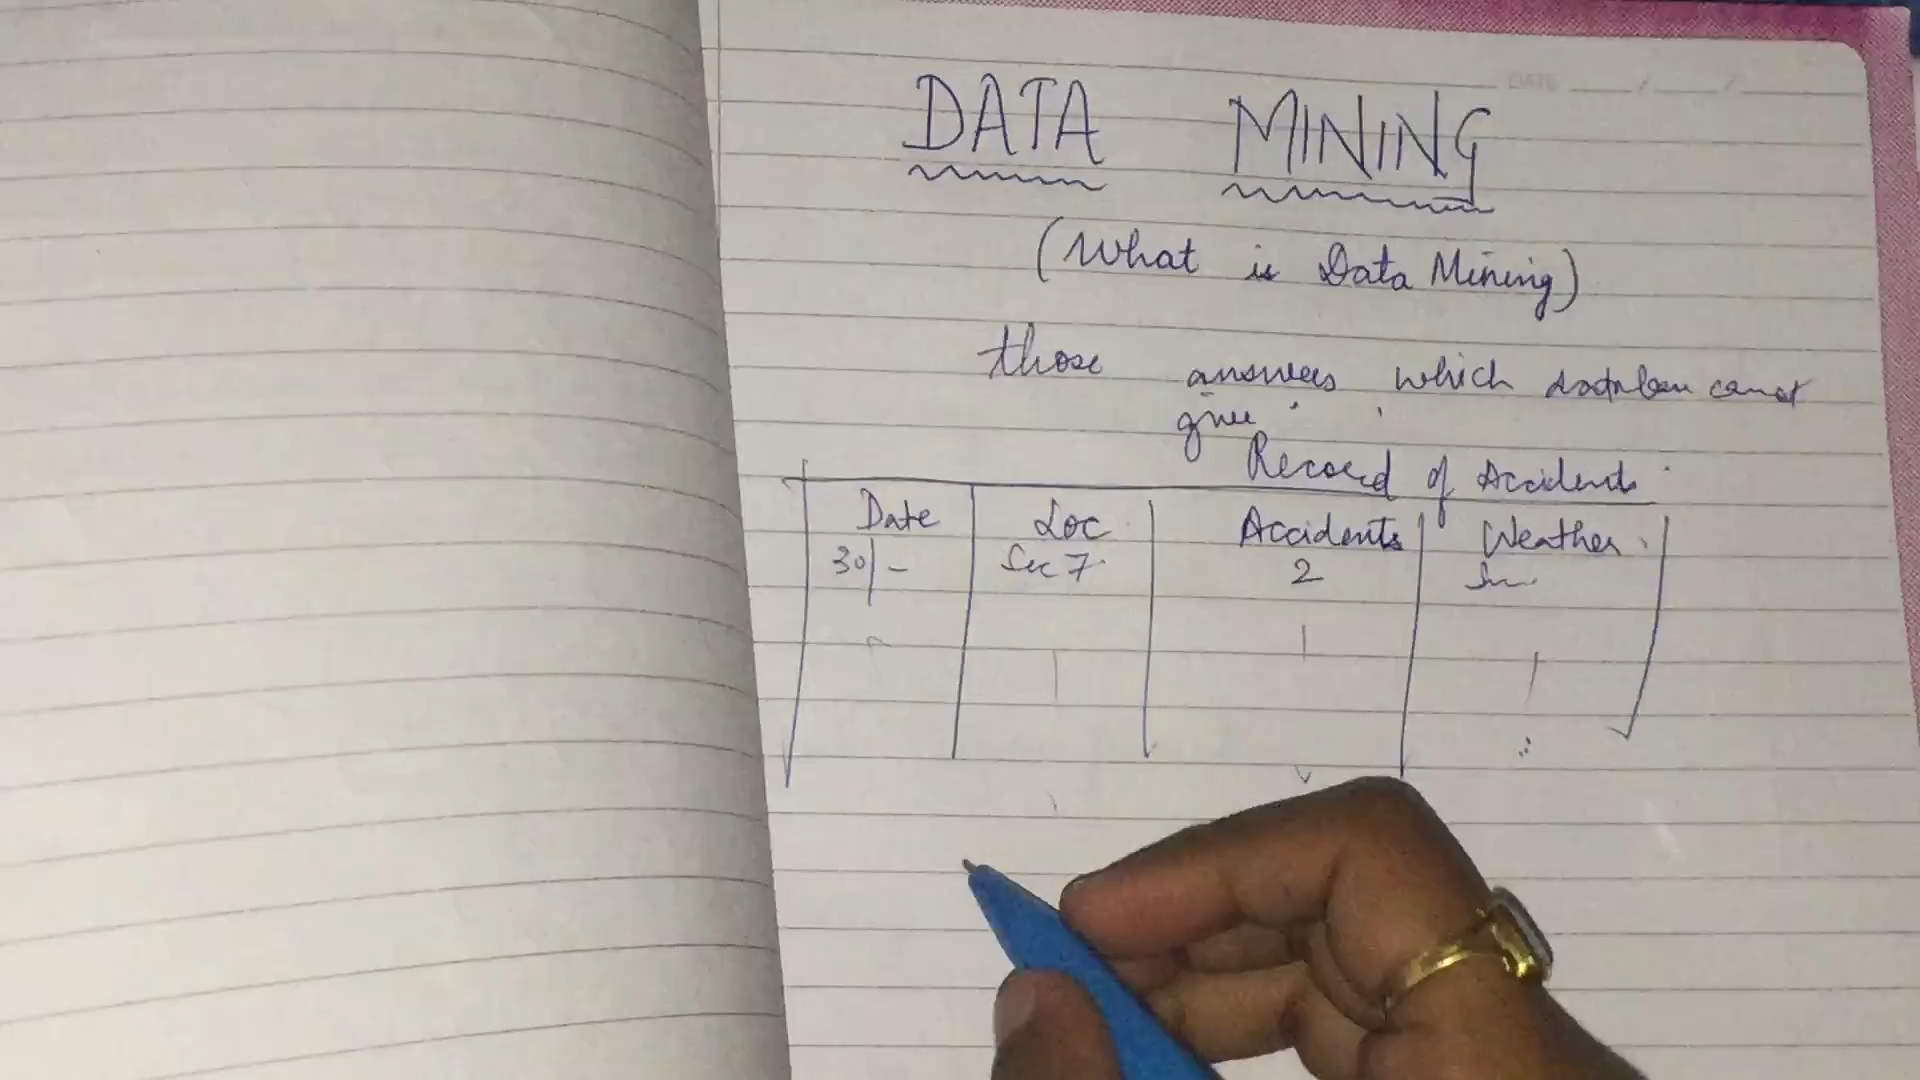 DATE / /
DATA MINING
(What is Data Mining)
those answers which cannot
give
Record of Accidents
Date Loc Accidents Weather
30/- Sec 7 2